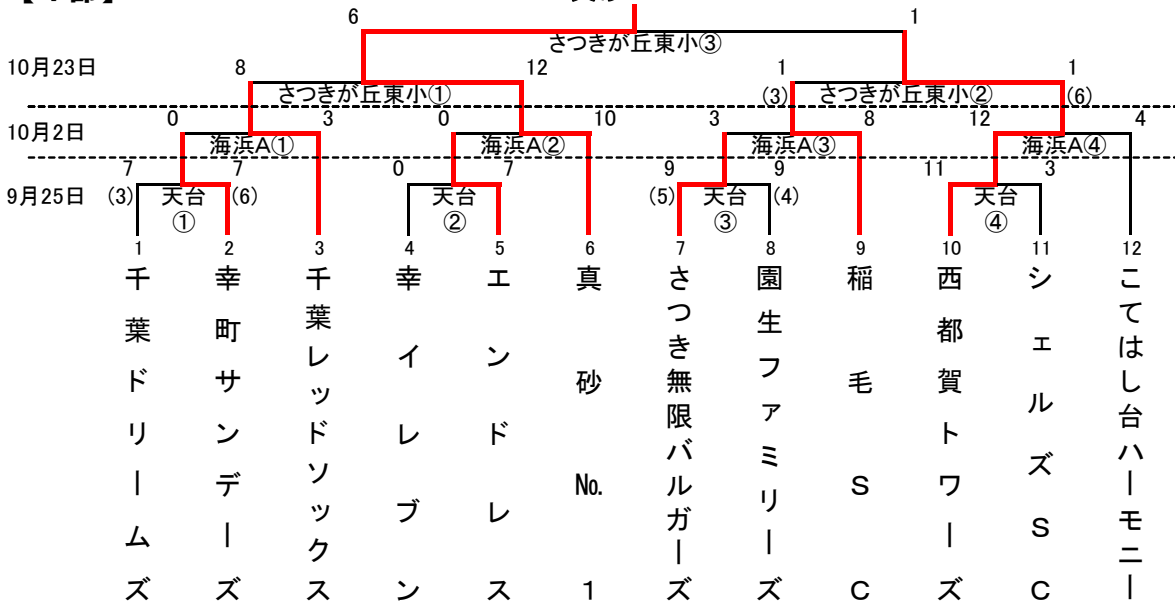 6 1
さつきが丘東小③
10月23日 8 12 1 1
さつきが丘東小① (3) さつきが丘東小② (6)
0 3 0 10 3 8 12 4
10月2日 海浜A① 海浜A② 海浜A③ 海浜A④
7 7 0 7 9 9 11 3
9月25日 (3) 天台① (6) 天台② (5) 天台③ (4) 天台④
1 2 3 4 5 6 7 8 9 10 11 12
千葉ドリームズ
幸町サンデーズ
千葉レッドソックス
幸イレブン
エンドレス
真砂No.1
さつき無限バルガーズ
園生ファミリーズ
稲毛SC
西都賀トワーズ
シェルズSC
こてはし台ハーモニー